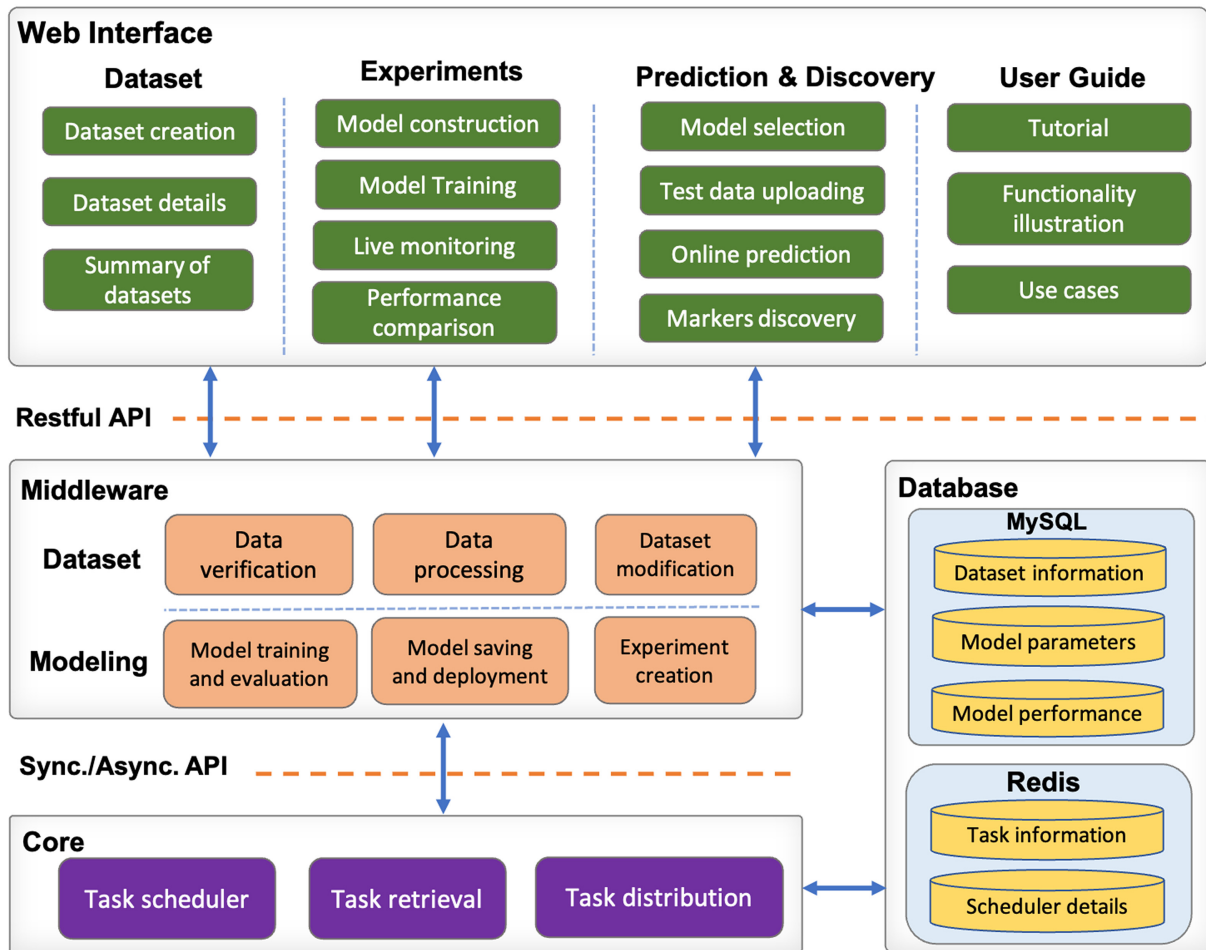 Web Interface
Dataset
Dataset creation
Dataset details
Summary of
datasets
Experiments
Model construction
Model Training
Live monitoring
Performance
comparison
Prediction & Discovery
Model selection
Test data uploading
Online prediction
Markers discovery
User Guide
Tutorial
Functionality
illustration
Use cases
Restful API
Middleware
Dataset
Data
verification
Data
processing
Dataset
modification
Modeling
Model training
and evaluation
Model saving
and deployment
Experiment
creation
Database
MySQL
Dataset information
Model parameters
Model performance
Redis
Task information
Scheduler details
Sync./Async. API
Core
Task scheduler
Task retrieval
Task distribution